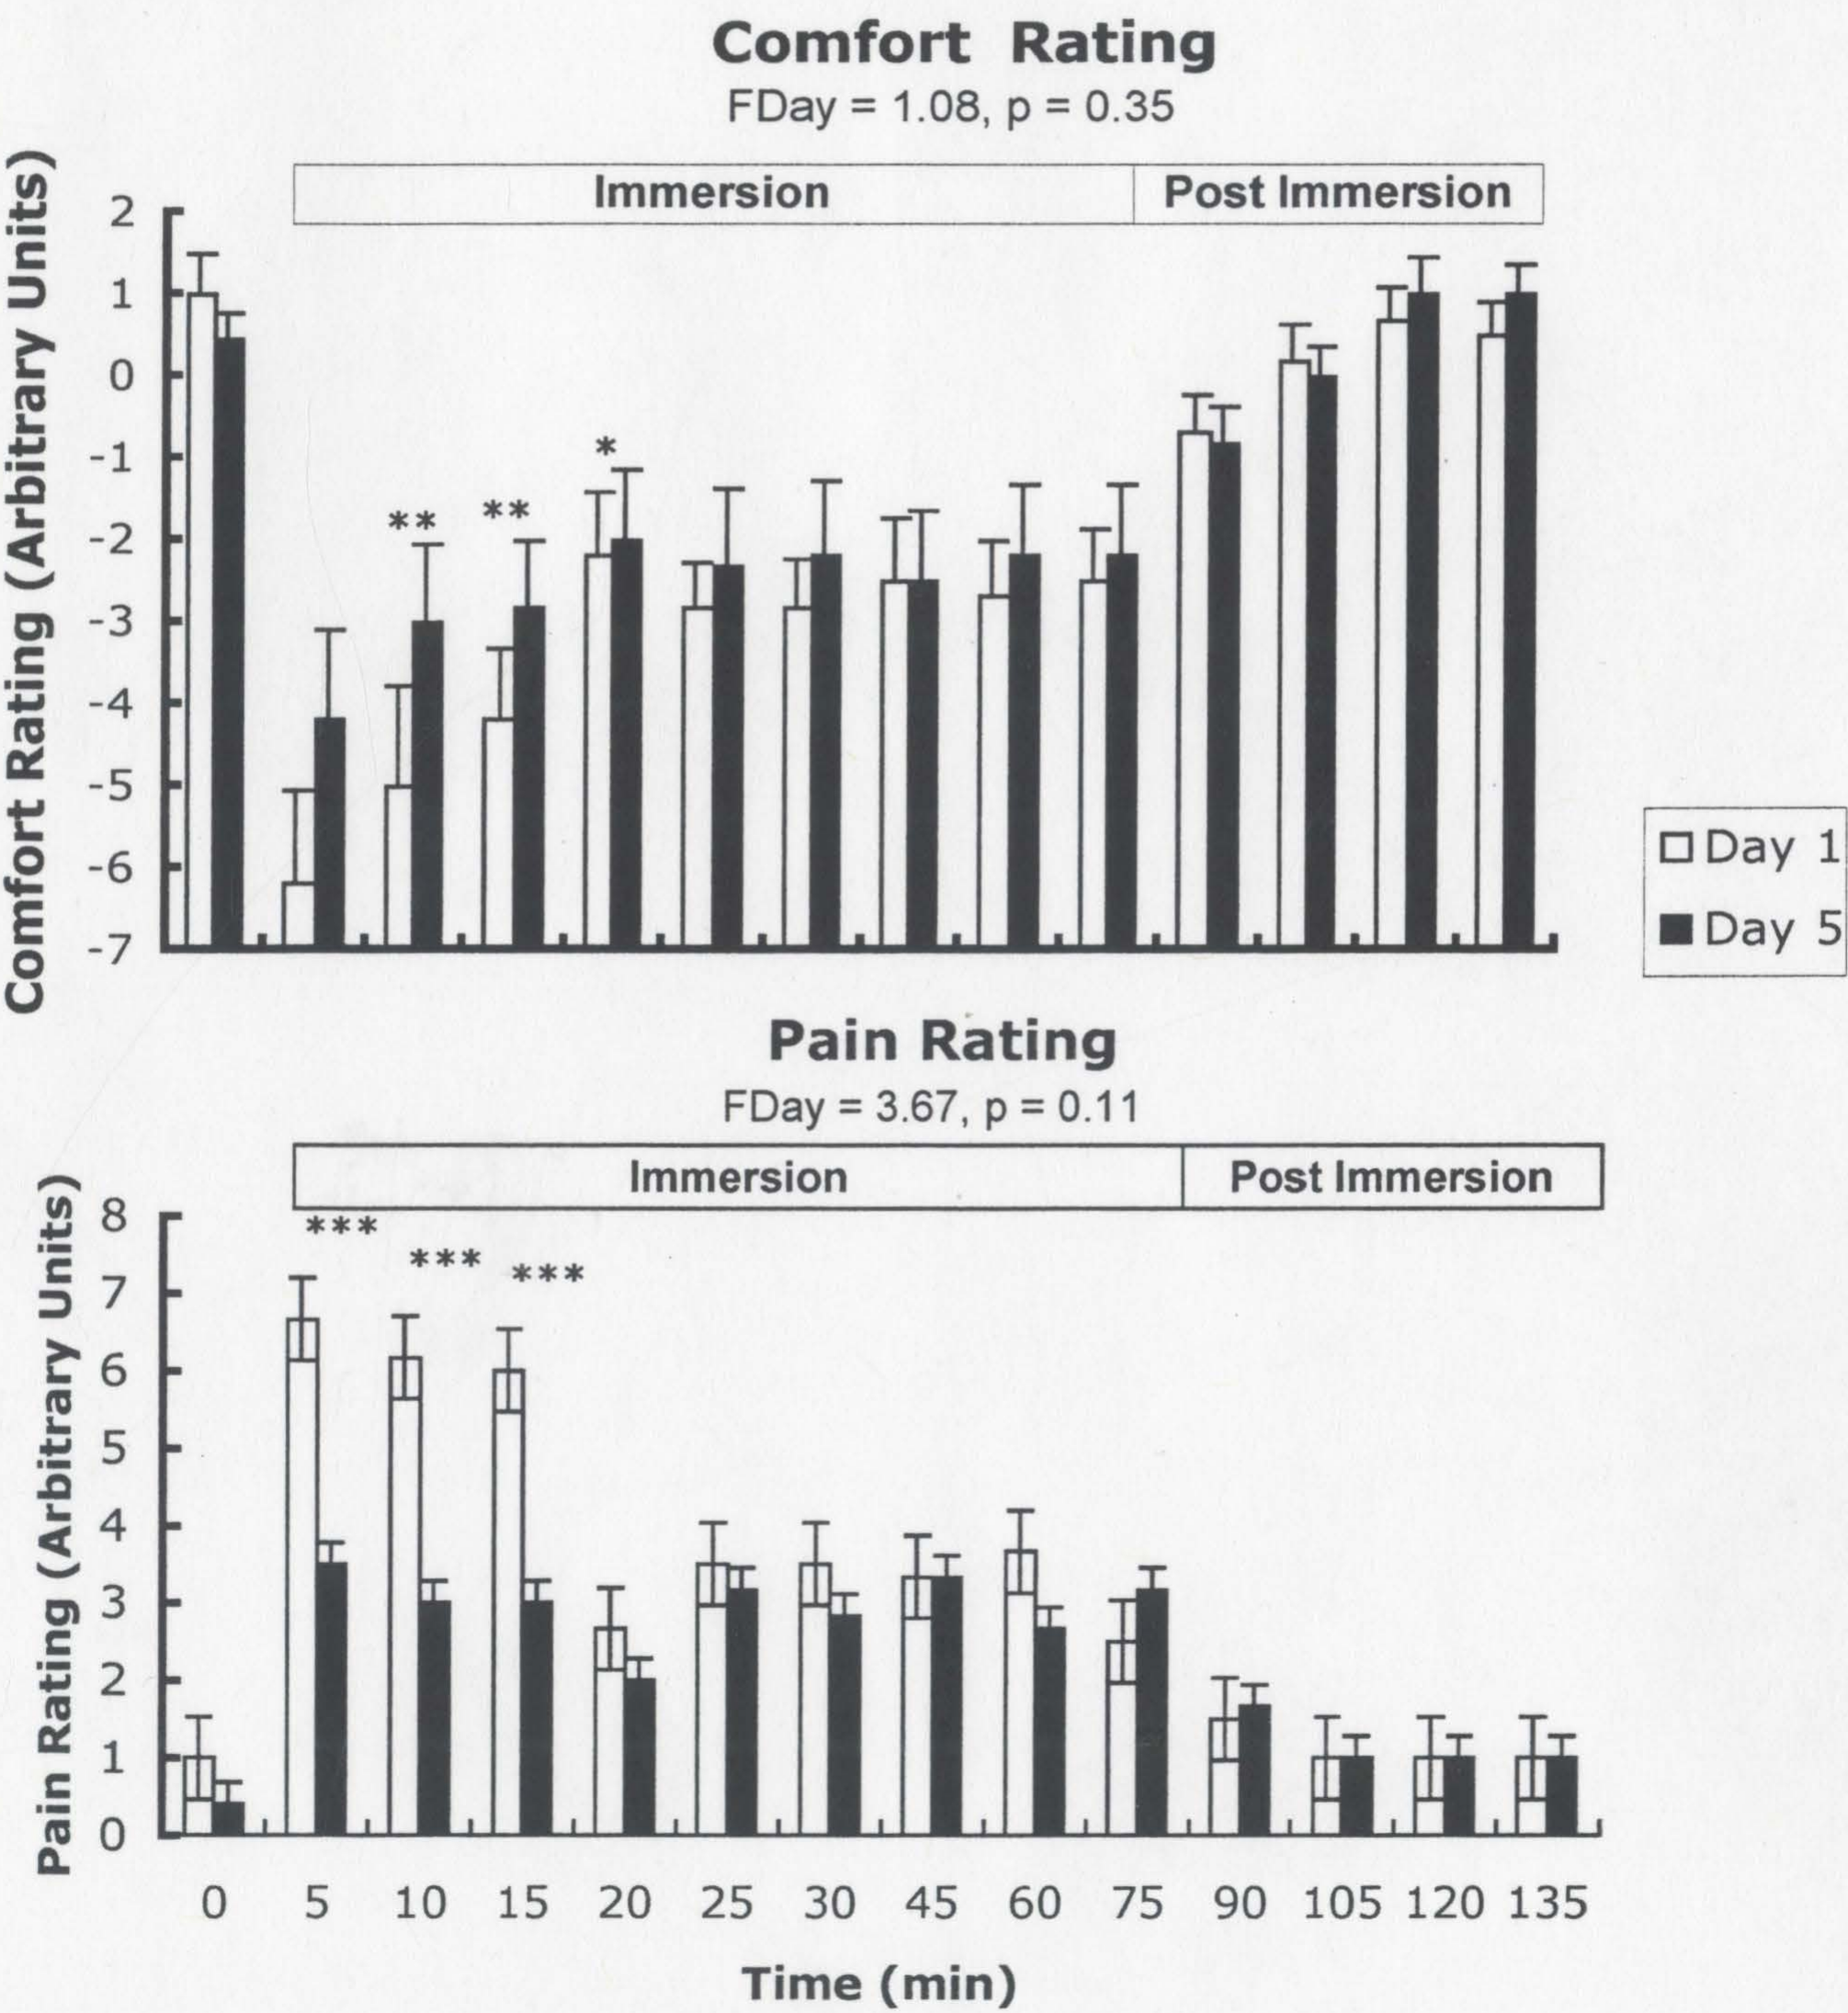 Comfort Rating
FDay = 1.08, p = 0.35
Immersion
Post Immersion
Comfort Rating (Arbitrary Units)
2
1
0
-1
-2
-3
-4
-5
-6
-7
*
**
**
Day 1
Day 5
Pain Rating
FDay = 3.67, p = 0.11
Immersion
Post Immersion
Pain Rating (Arbitrary Units)
8
7
6
5
4
3
2
1
0
***
***
***
0 5 10 15 20 25 30 45 60 75 90 105 120 135
Time (min)